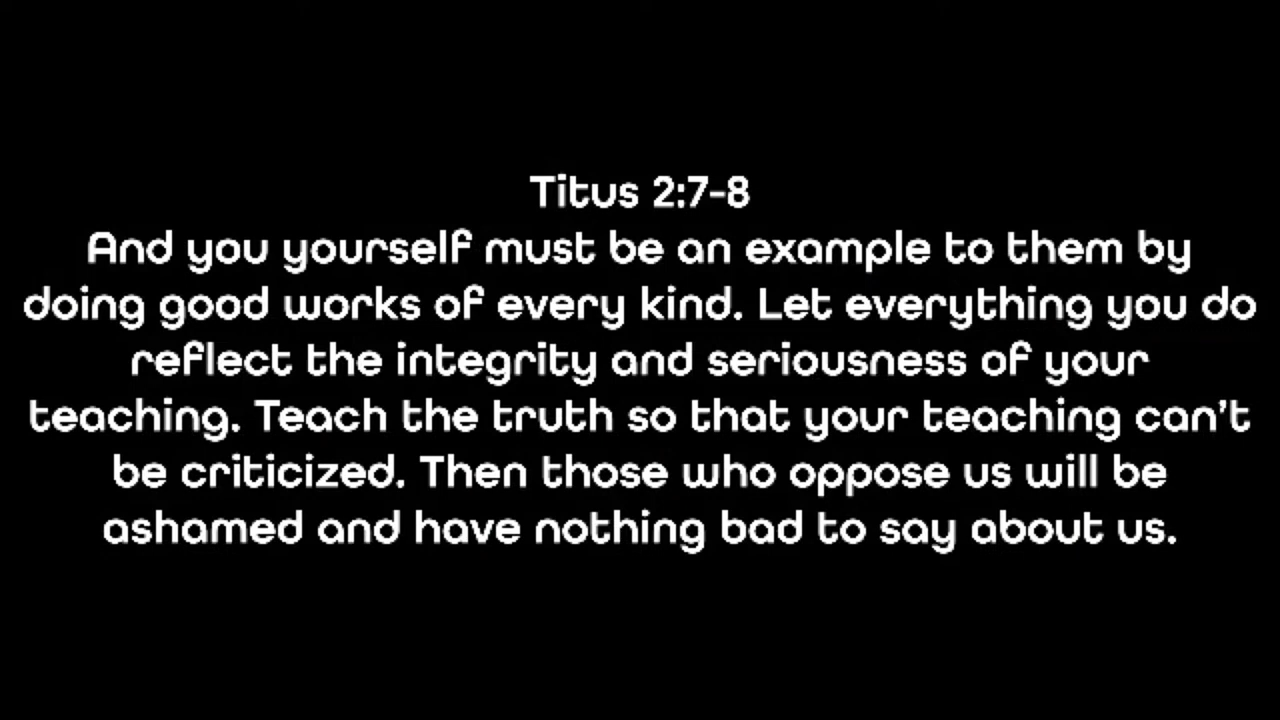 Titus 2:7-8
And you yourself must be an example to them by
doing good works of every kind. Let everything you do
reflect the integrity and seriousness of your
teaching. Teach the truth so that your teaching can't
be criticized. Then those who oppose us will be
ashamed and have nothing bad to say about us.